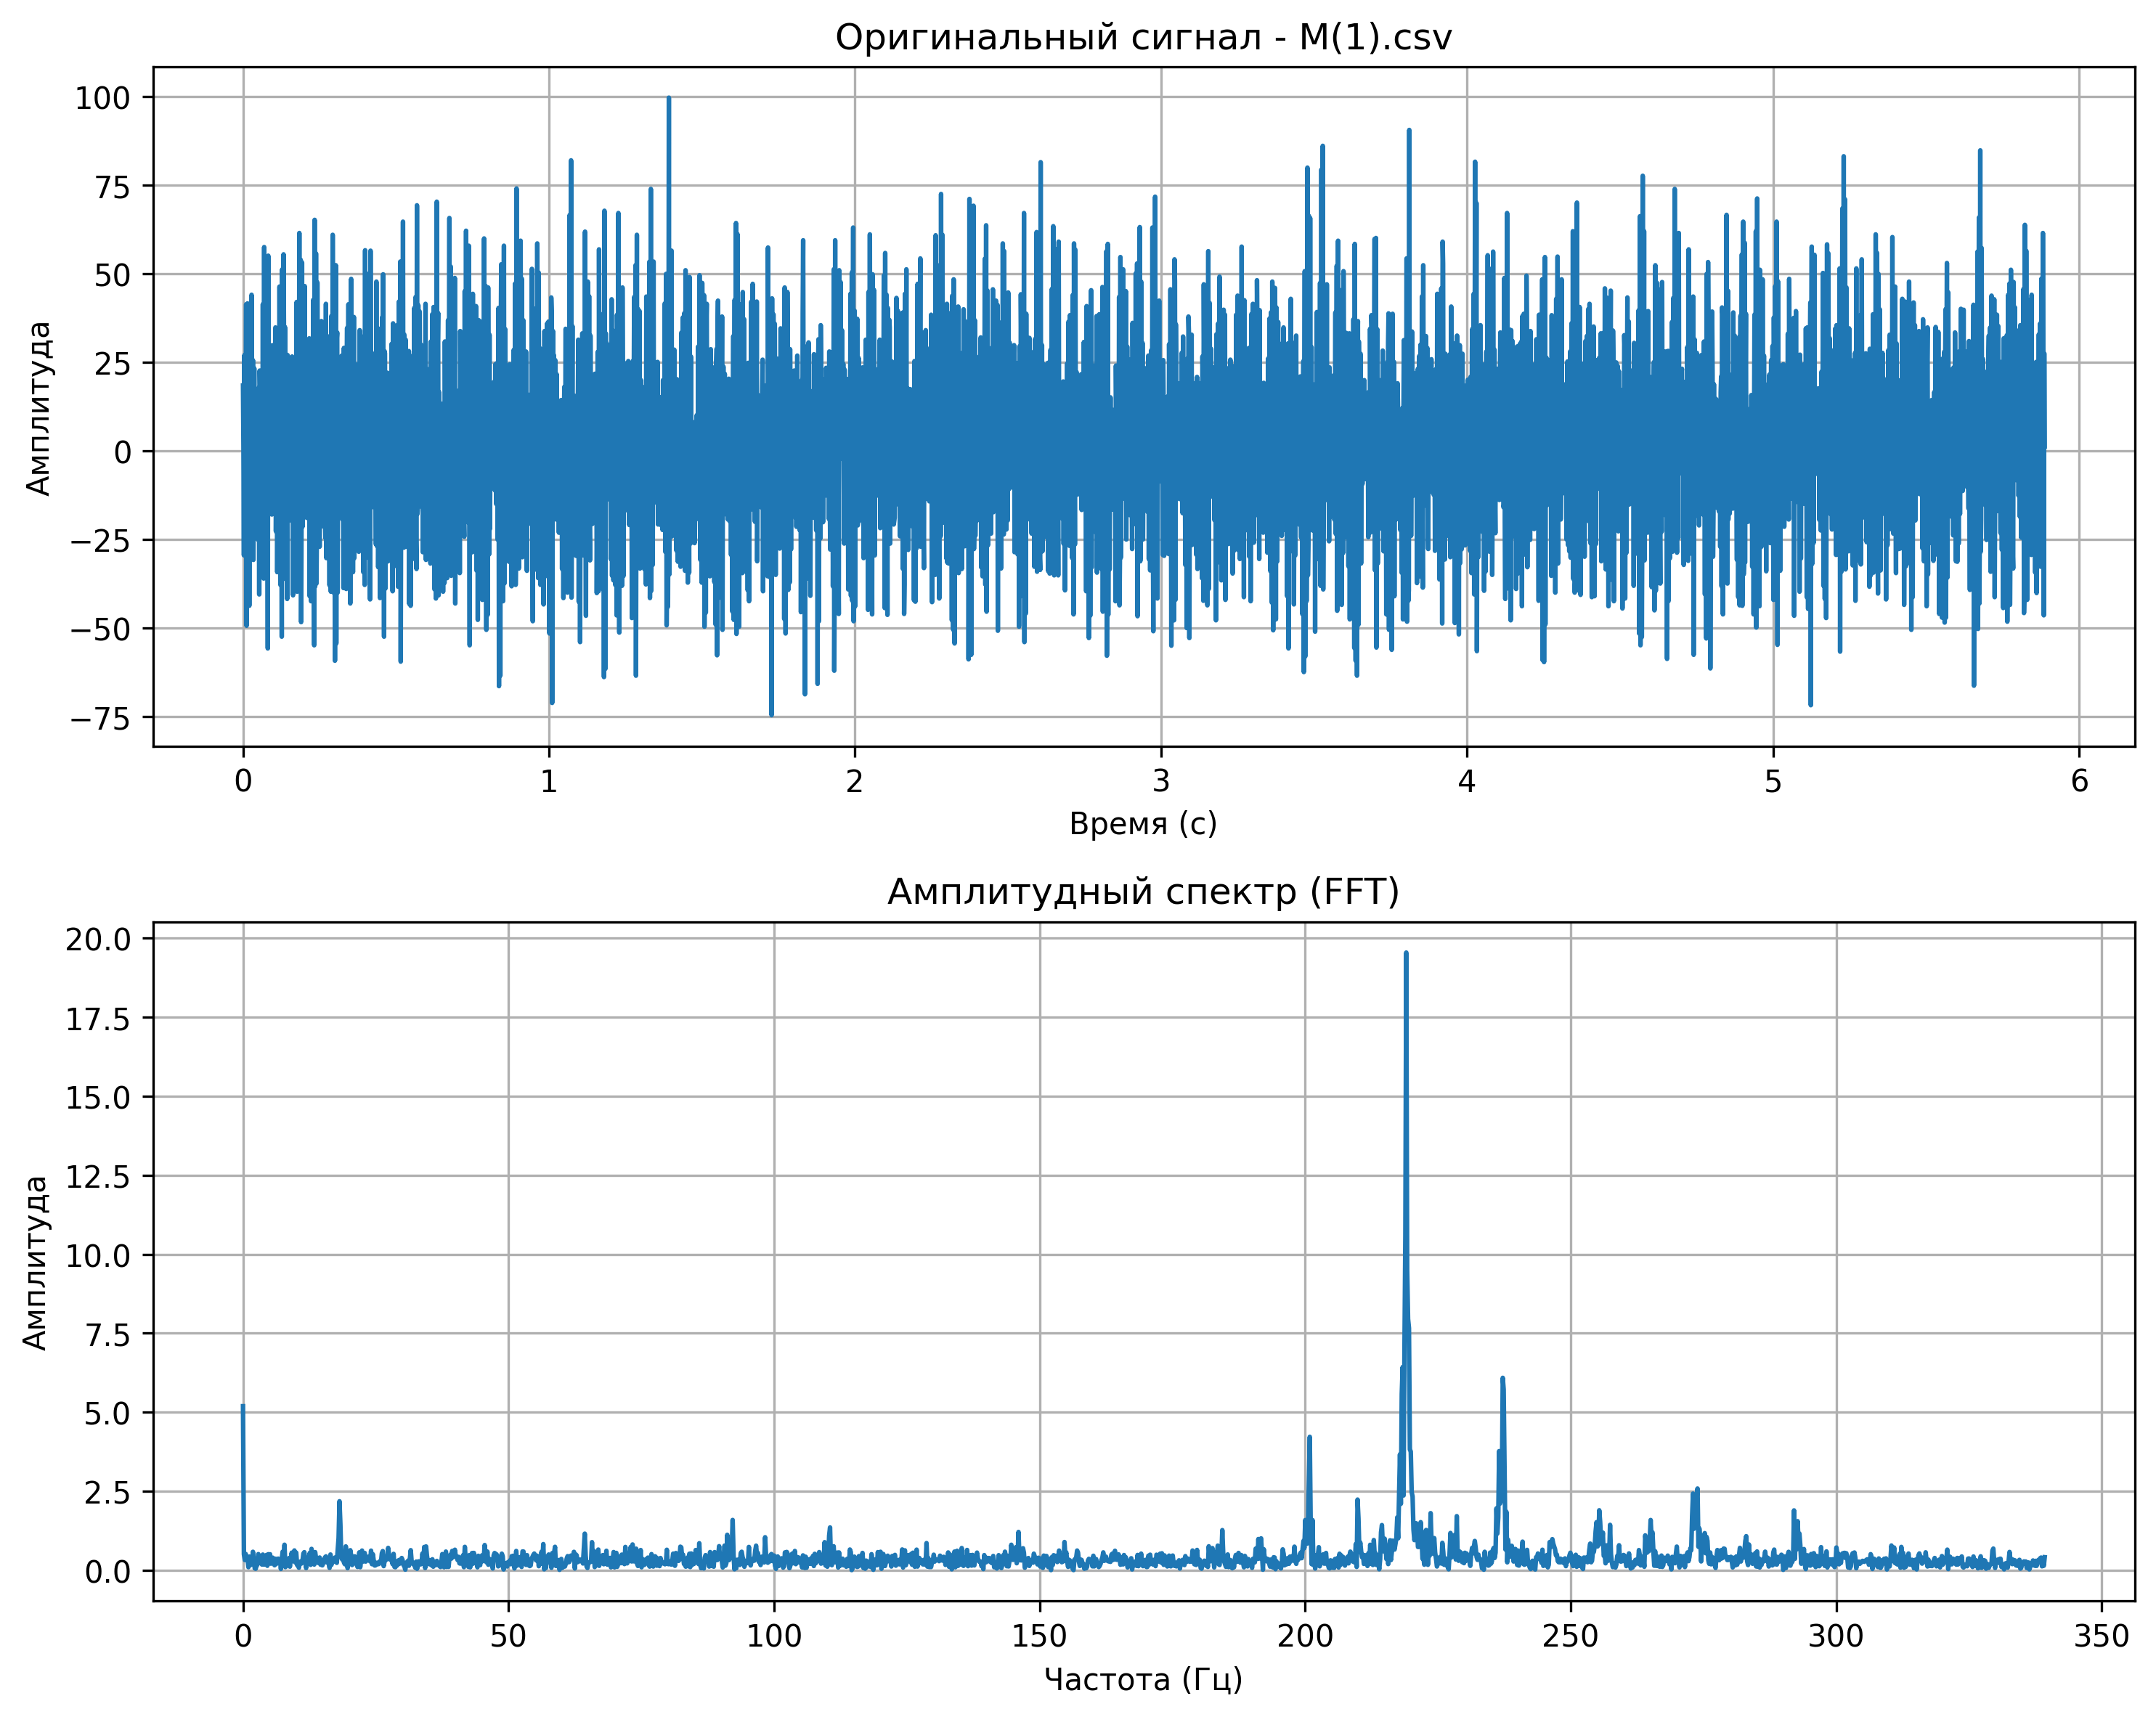 Оригинальный сигнал - M(1).csv
100
75
50
25
0
−25
−50
−75
Амплитуда
0 1 2 3 4 5 6
Время (с)
Амплитудный спектр (FFT)
20.0
17.5
15.0
12.5
10.0
7.5
5.0
2.5
0.0
Амплитуда
0 50 100 150 200 250 300 350
Частота (Гц)